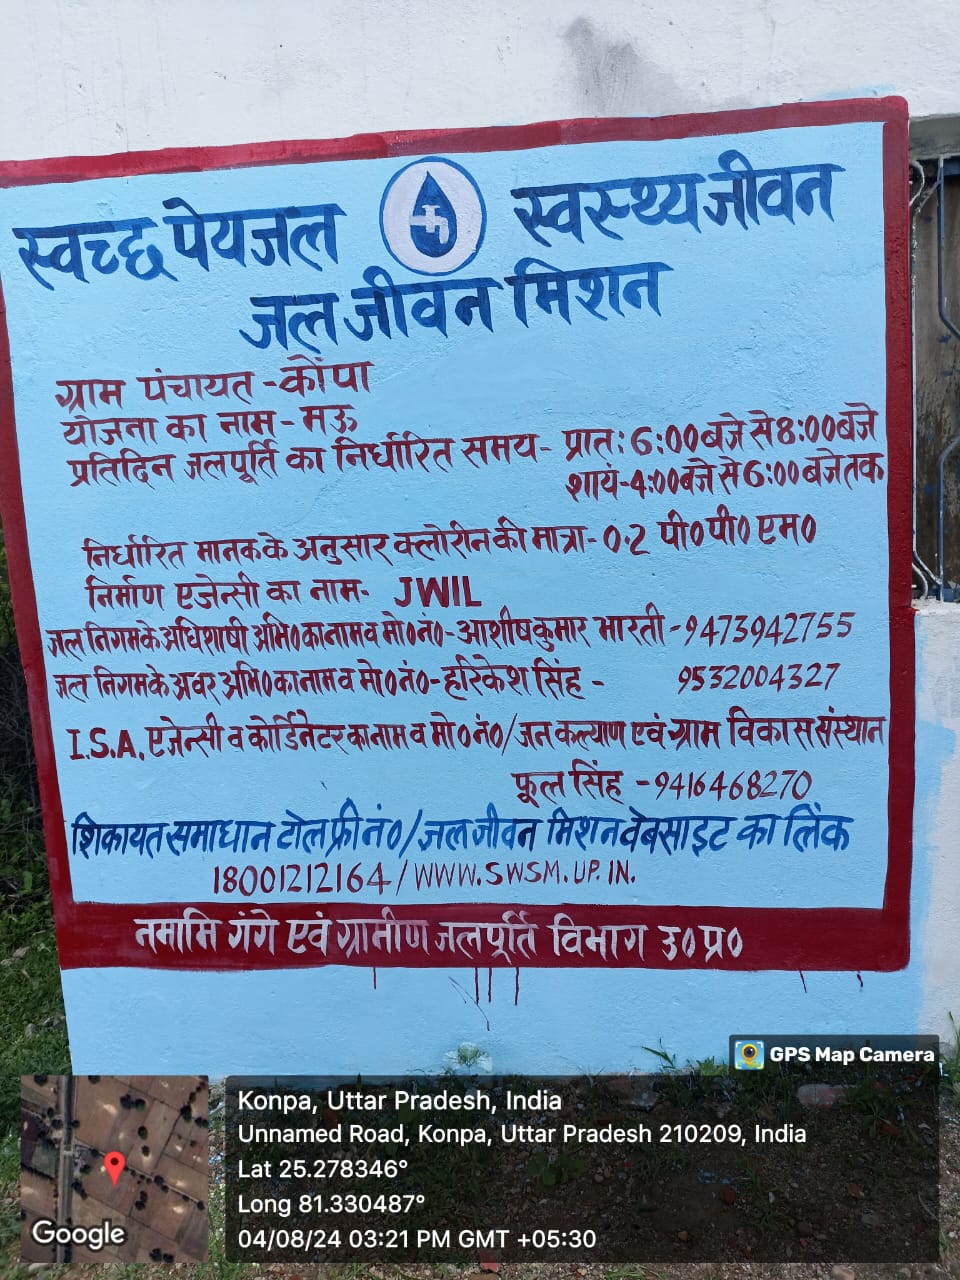 स्वच्छ पेयजल स्वस्थ्य जीवन
जल जीवन मिशन
ग्राम पंचायत - कोंपा
योजना का नाम - मऊ
प्रतिदिन जलपूर्ति का निर्धारित समय - प्रात: 6:00 बजे से 8:00 बजे
शायं - 4:00 बजे से 6:00 बजे तक
निर्धारित मानक के अनुसार क्लोरीन की मात्रा - 0.2 पी0 पी0 एम0
निर्माण एजेन्सी का नाम - JWIL
जल निगम के अधिशाषी अभि0 का नाम व मो0 नं0 - आशीष कुमार भारती - 9473942755
जल निगम के अवर अभि0 का नाम व मो0 नं0 - हरिकेश सिंह - 9532004327
I.S.A. एजेन्सी व कोर्डिनेटर का नाम व मो0 नं0 / जन कल्याण एवं ग्राम विकास संस्थान
फूल सिंह - 9416468270
शिकायत समाधान टोल फ्री नं0 / जल जीवन मिशन वेबसाइट का लिंक
18001212164 / WWW.SWSM.UP.IN.
नमामि गंगे एवं ग्रामीण जलपूर्ति विभाग उ0 प्र0
GPS Map Camera
Konpa, Uttar Pradesh, India
Unnamed Road, Konpa, Uttar Pradesh 210209, India
Lat 25.278346°
Long 81.330487°
04/08/24 03:21 PM GMT +05:30
Google